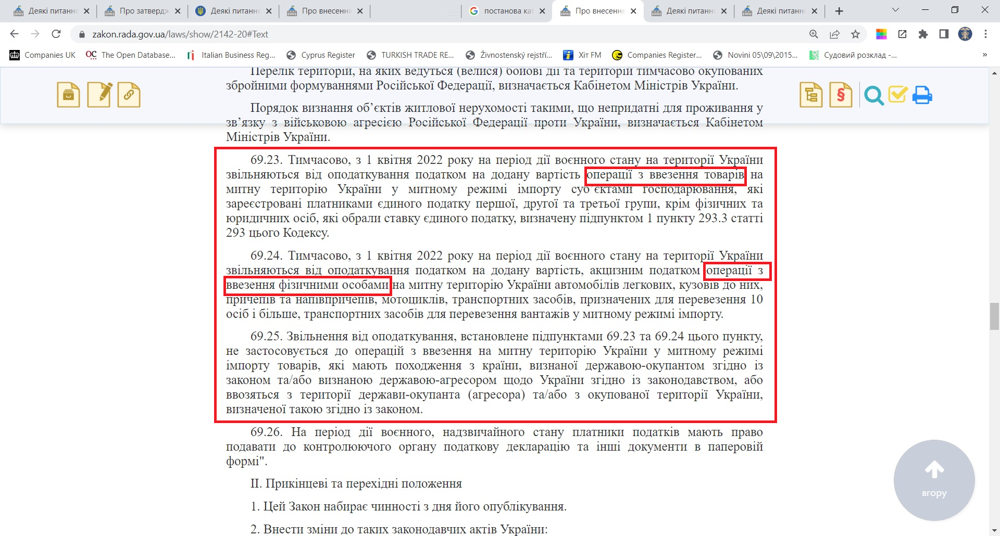 Деякі питанн
Про затвердж
Деякі питанн
Про внесенн
постанова ка
Про внесенн
Деякі питанн
Деякі питанн
zakon.rada.gov.ua/laws/show/2142-20#Text
Companies UK
The Open Database...
Italian Business Reg...
Cyprus Register
TURKISH TRADE RE...
Živnostenský rejstří...
Хіт FM
Companies Register...
Novini 05\09\2015...
Судовий розклад -...
»
Перелік територій, на яких ведуться (велися) бойові дії та територій тимчасово окупованих
збройними формуваннями Російської Федерації, визначається Кабінетом Міністрів України.
Порядок визнання об’єктів житлової нерухомості такими, що непридатні для проживання у
зв’язку з військовою агресією Російської Федерації проти України, визначається Кабінетом
Міністрів України.
69.23. Тимчасово, з 1 квітня 2022 року на період дії воєнного стану на території України
звільняються від оподаткування податком на додану вартість операції з ввезення товарів на
митну територію України у митному режимі імпорту суб’єктами господарювання, які
зареєстровані платниками єдиного податку першої, другої та третьої групи, крім фізичних та
юридичних осіб, які обрали ставку єдиного податку, визначену підпунктом 1 пункту 293.3 статті
293 цього Кодексу.
69.24. Тимчасово, з 1 квітня 2022 року на період дії воєнного стану на території України
звільняються від оподаткування податком на додану вартість, акцизним податком операції з
ввезення фізичними особами на митну територію України автомобілів легкових, кузовів до них,
причепів та напівпричепів, мотоциклів, транспортних засобів, призначених для перевезення 10
осіб і більше, транспортних засобів для перевезення вантажів у митному режимі імпорту.
69.25. Звільнення від оподаткування, встановлене підпунктами 69.23 та 69.24 цього пункту,
не застосовується до операцій з ввезення на митну територію України у митному режимі
імпорту товарів, які мають походження з країни, визнаної державою-окупантом згідно із
законом та/або визнаною державою-агресором щодо України згідно із законодавством, або
ввозяться з території держави-окупанта (агресора) та/або з окупованої території України,
визначеної такою згідно із законом.
69.26. На період дії воєнного, надзвичайного стану платники податків мають право
подавати до контролюючого органу податкову декларацію та інші документи в паперовій
формі".
II. Прикінцеві та перехідні положення
1. Цей Закон набирає чинності з дня його опублікування.
2. Внести зміни до таких законодавчих актів України:
вгору